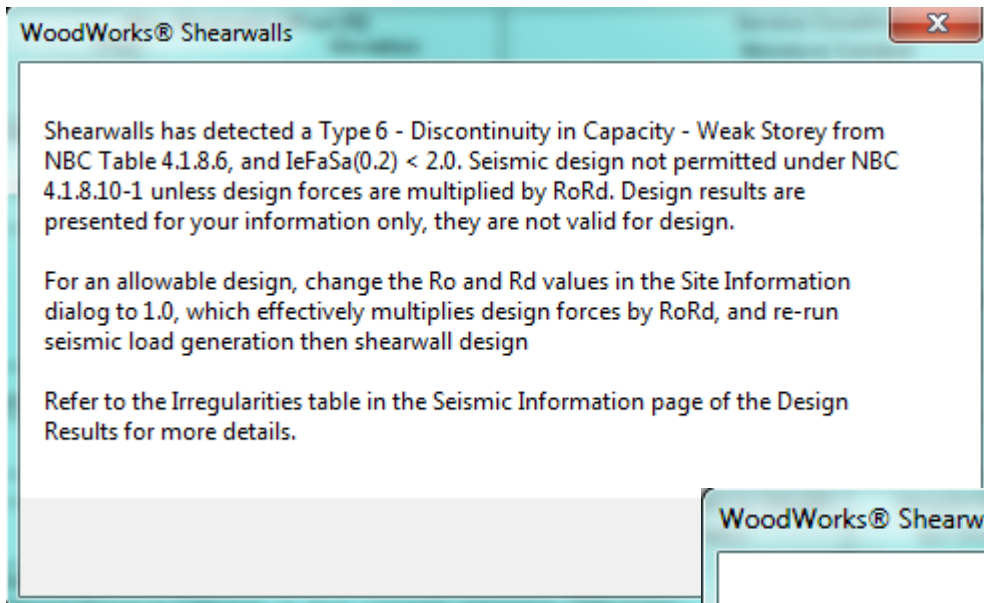 WoodWorks® Shearwalls
Shearwalls has detected a Type 6 - Discontinuity in Capacity - Weak Storey from
NBC Table 4.1.8.6, and IeFaSa(0.2) < 2.0. Seismic design not permitted under NBC
4.1.8.10-1 unless design forces are multiplied by RoRd. Design results are
presented for your information only, they are not valid for design.
For an allowable design, change the Ro and Rd values in the Site Information
dialog to 1.0, which effectively multiplies design forces by RoRd, and re-run
seismic load generation then shearwall design
Refer to the Irregularities table in the Seismic Information page of the Design
Results for more details.
WoodWorks® Shearw